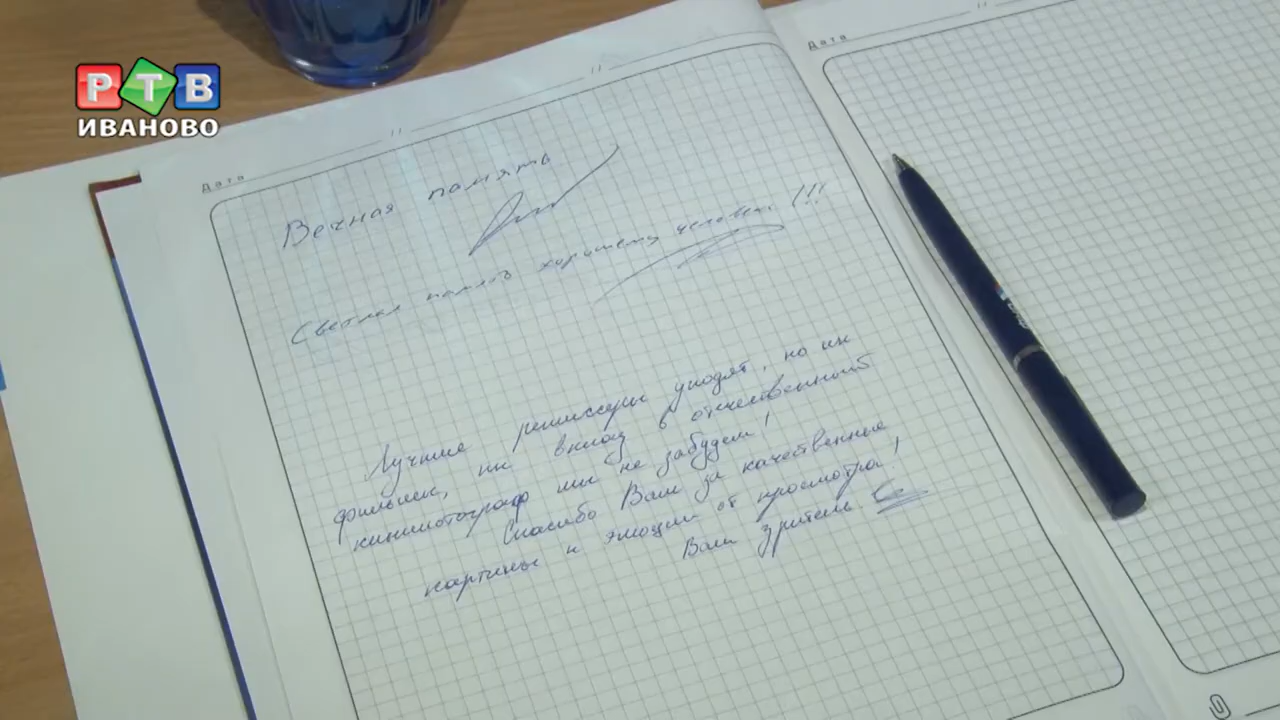 РТВ
ИВАНОВО
Дата
Дата
Вечная память
Светлая память хорошему человеку !!!
Лучшие режиссеры уходят, но их
фильмы, их вклад в отечественный
кинематограф мы не забудем!
Спасибо Вам за качественные
картины и эмоции от просмотра!
Ваш зритель